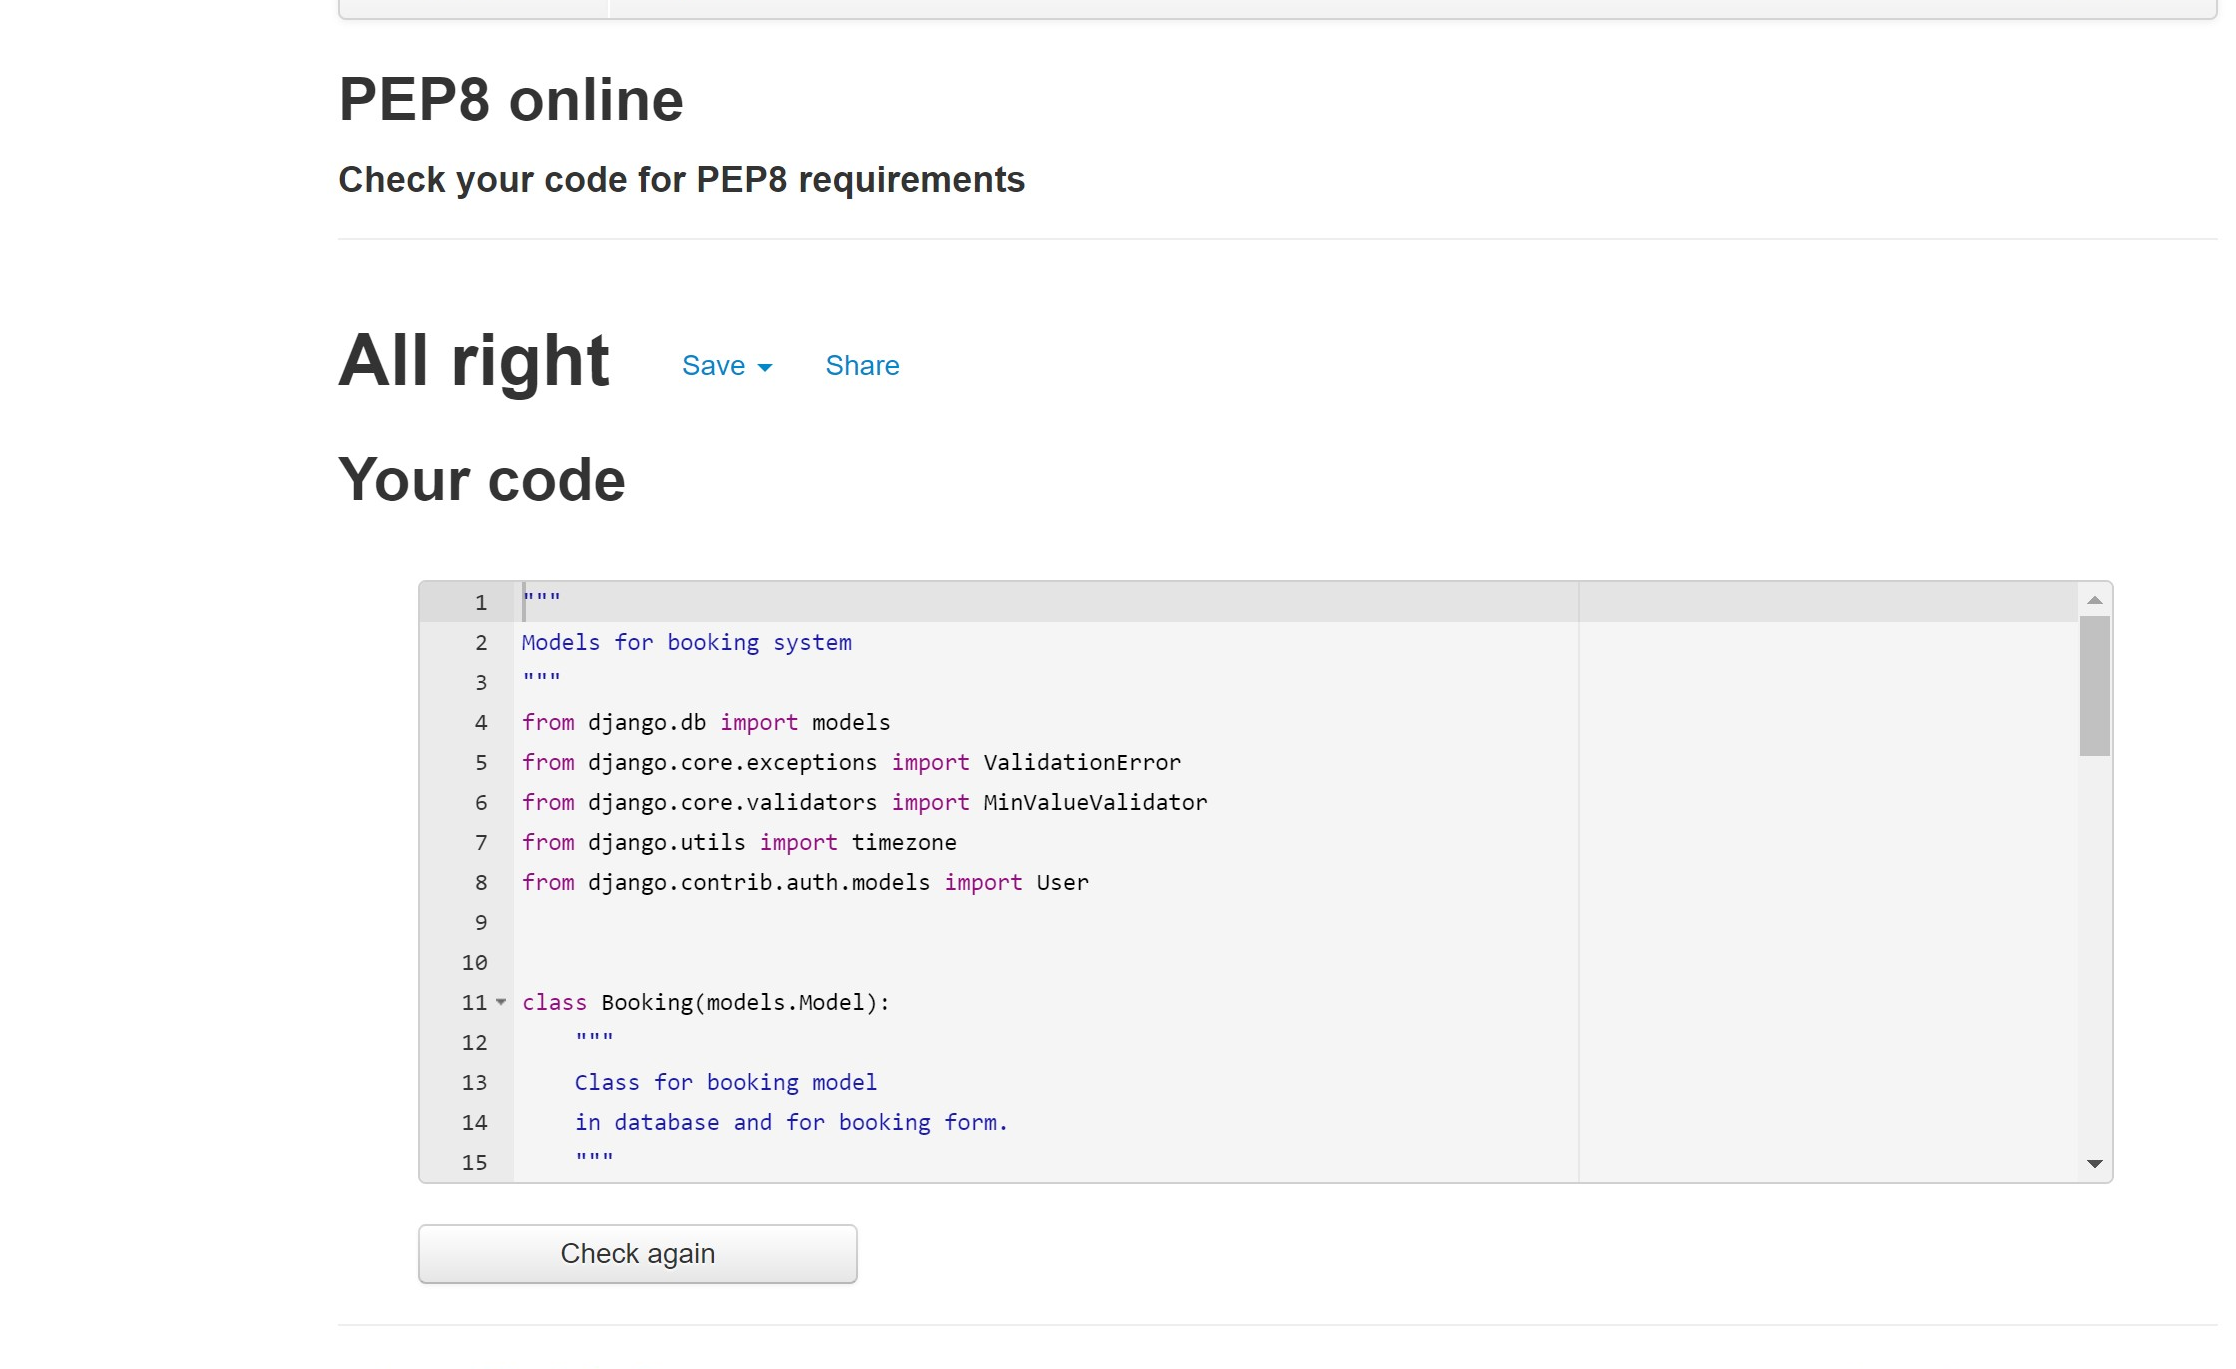 PEP8 online
Check your code for PEP8 requirements
All right Save Share
Your code
1 """
2 Models for booking system
3 """
4 from django.db import models
5 from django.core.exceptions import ValidationError
6 from django.core.validators import MinValueValidator
7 from django.utils import timezone
8 from django.contrib.auth.models import User
9
10
11 class Booking(models.Model):
12     """
13     Class for booking model
14     in database and for booking form.
15     """
Check again